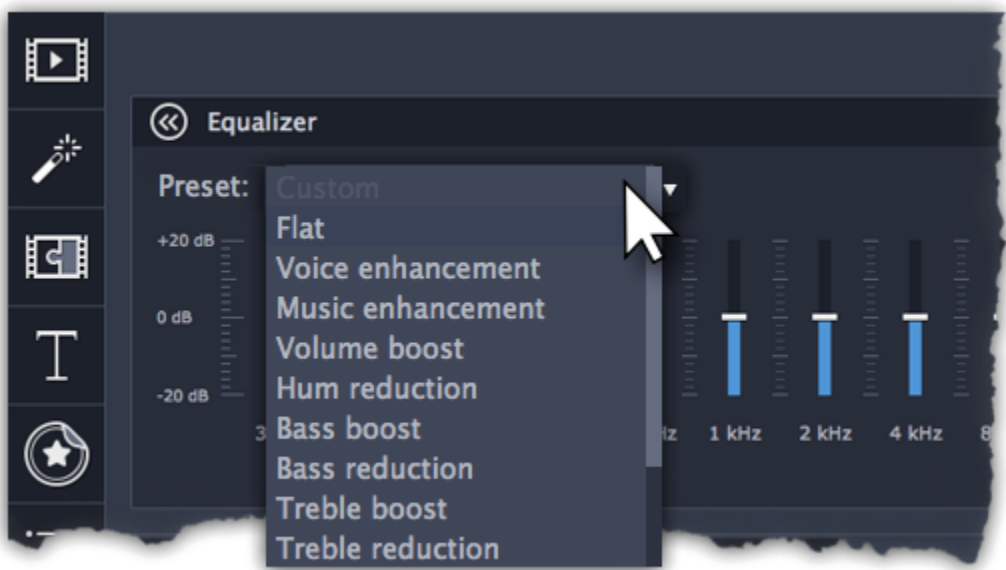 Equalizer
Preset: Custom
Flat
+20 dB
Voice enhancement
Music enhancement
0 dB
Volume boost
Hum reduction
-20 dB
Bass boost
1 kHz 2 kHz 4 kHz
Bass reduction
Treble boost
Treble reduction